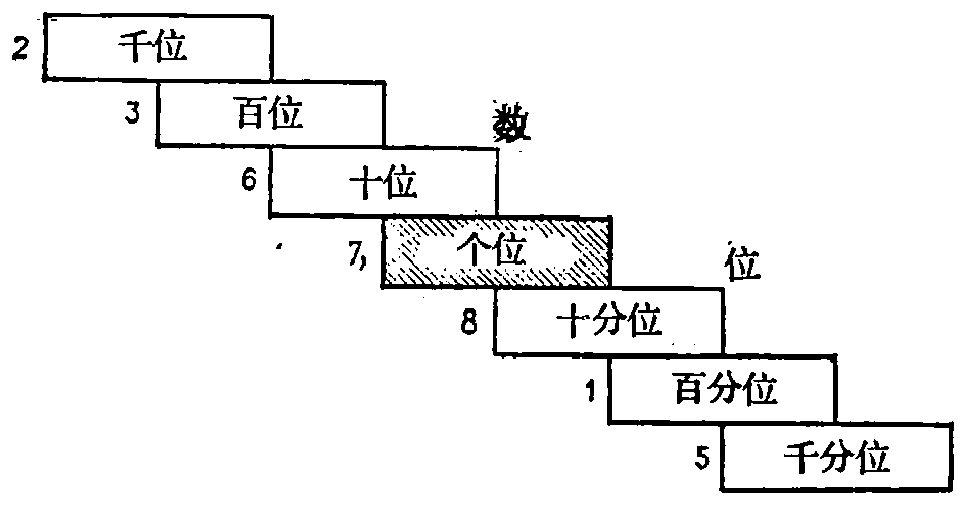 2 千位
3 百位
数
6 十位
7, 个位
位
8 十分位
1 百分位
5 千分位